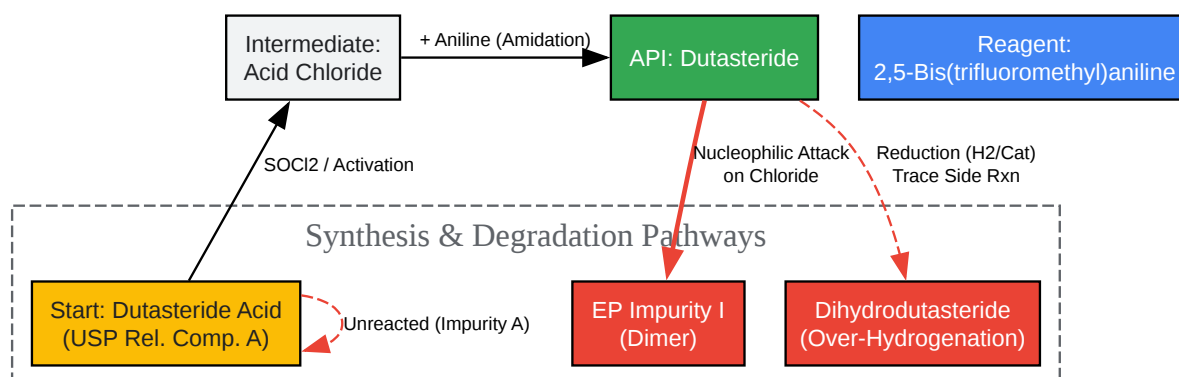 Intermediate:
Acid Chloride
+ Aniline (Amidation)
API: Dutasteride
Reagent:
2,5-Bis(trifluoromethyl)aniline
SOCl2 / Activation
Nucleophilic Attack
on Chloride
Reduction (H2/Cat)
Trace Side Rxn
Synthesis & Degradation Pathways
Start: Dutasteride Acid
(USP Rel. Comp. A)
Unreacted (Impurity A)
EP Impurity I
(Dimer)
Dihydrodutasteride
(Over-Hydrogenation)